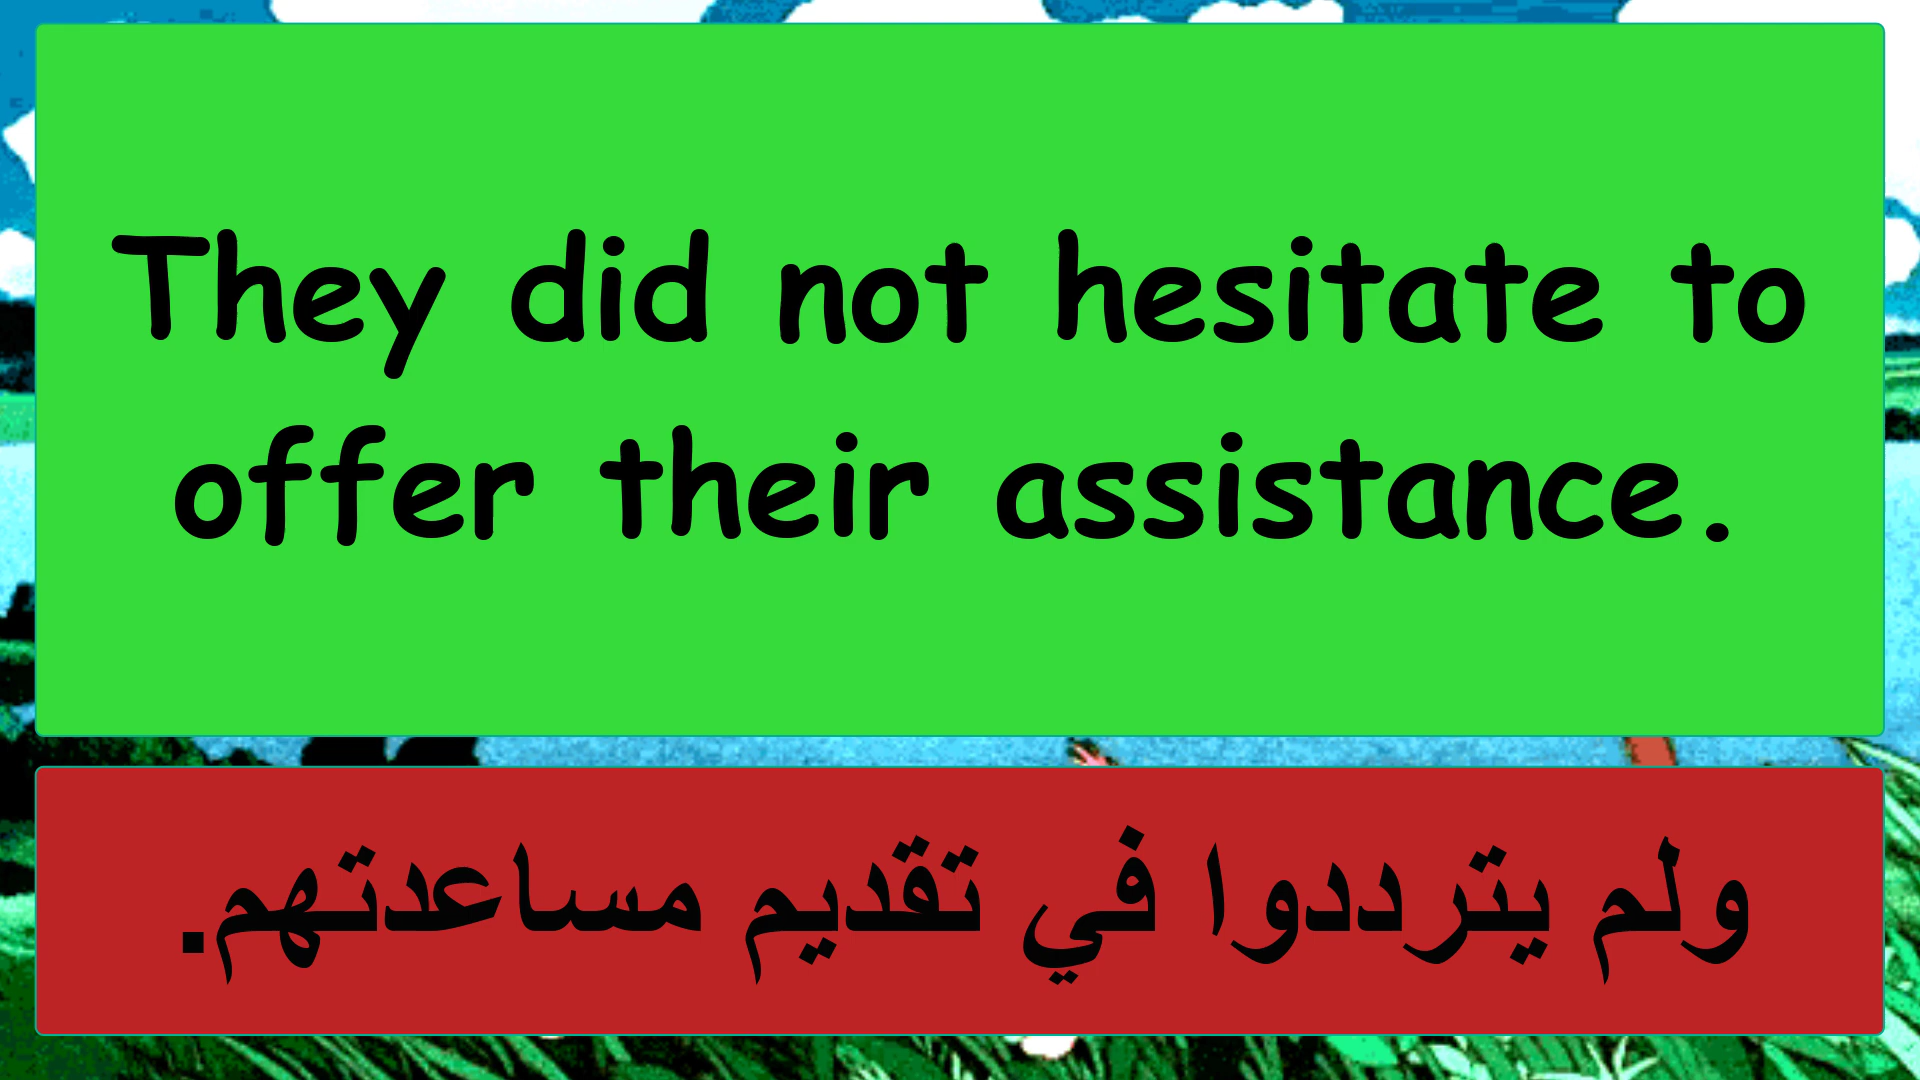 They did not hesitate to
offer their assistance.
ولم يترددوا في تقديم مساعدتهم.